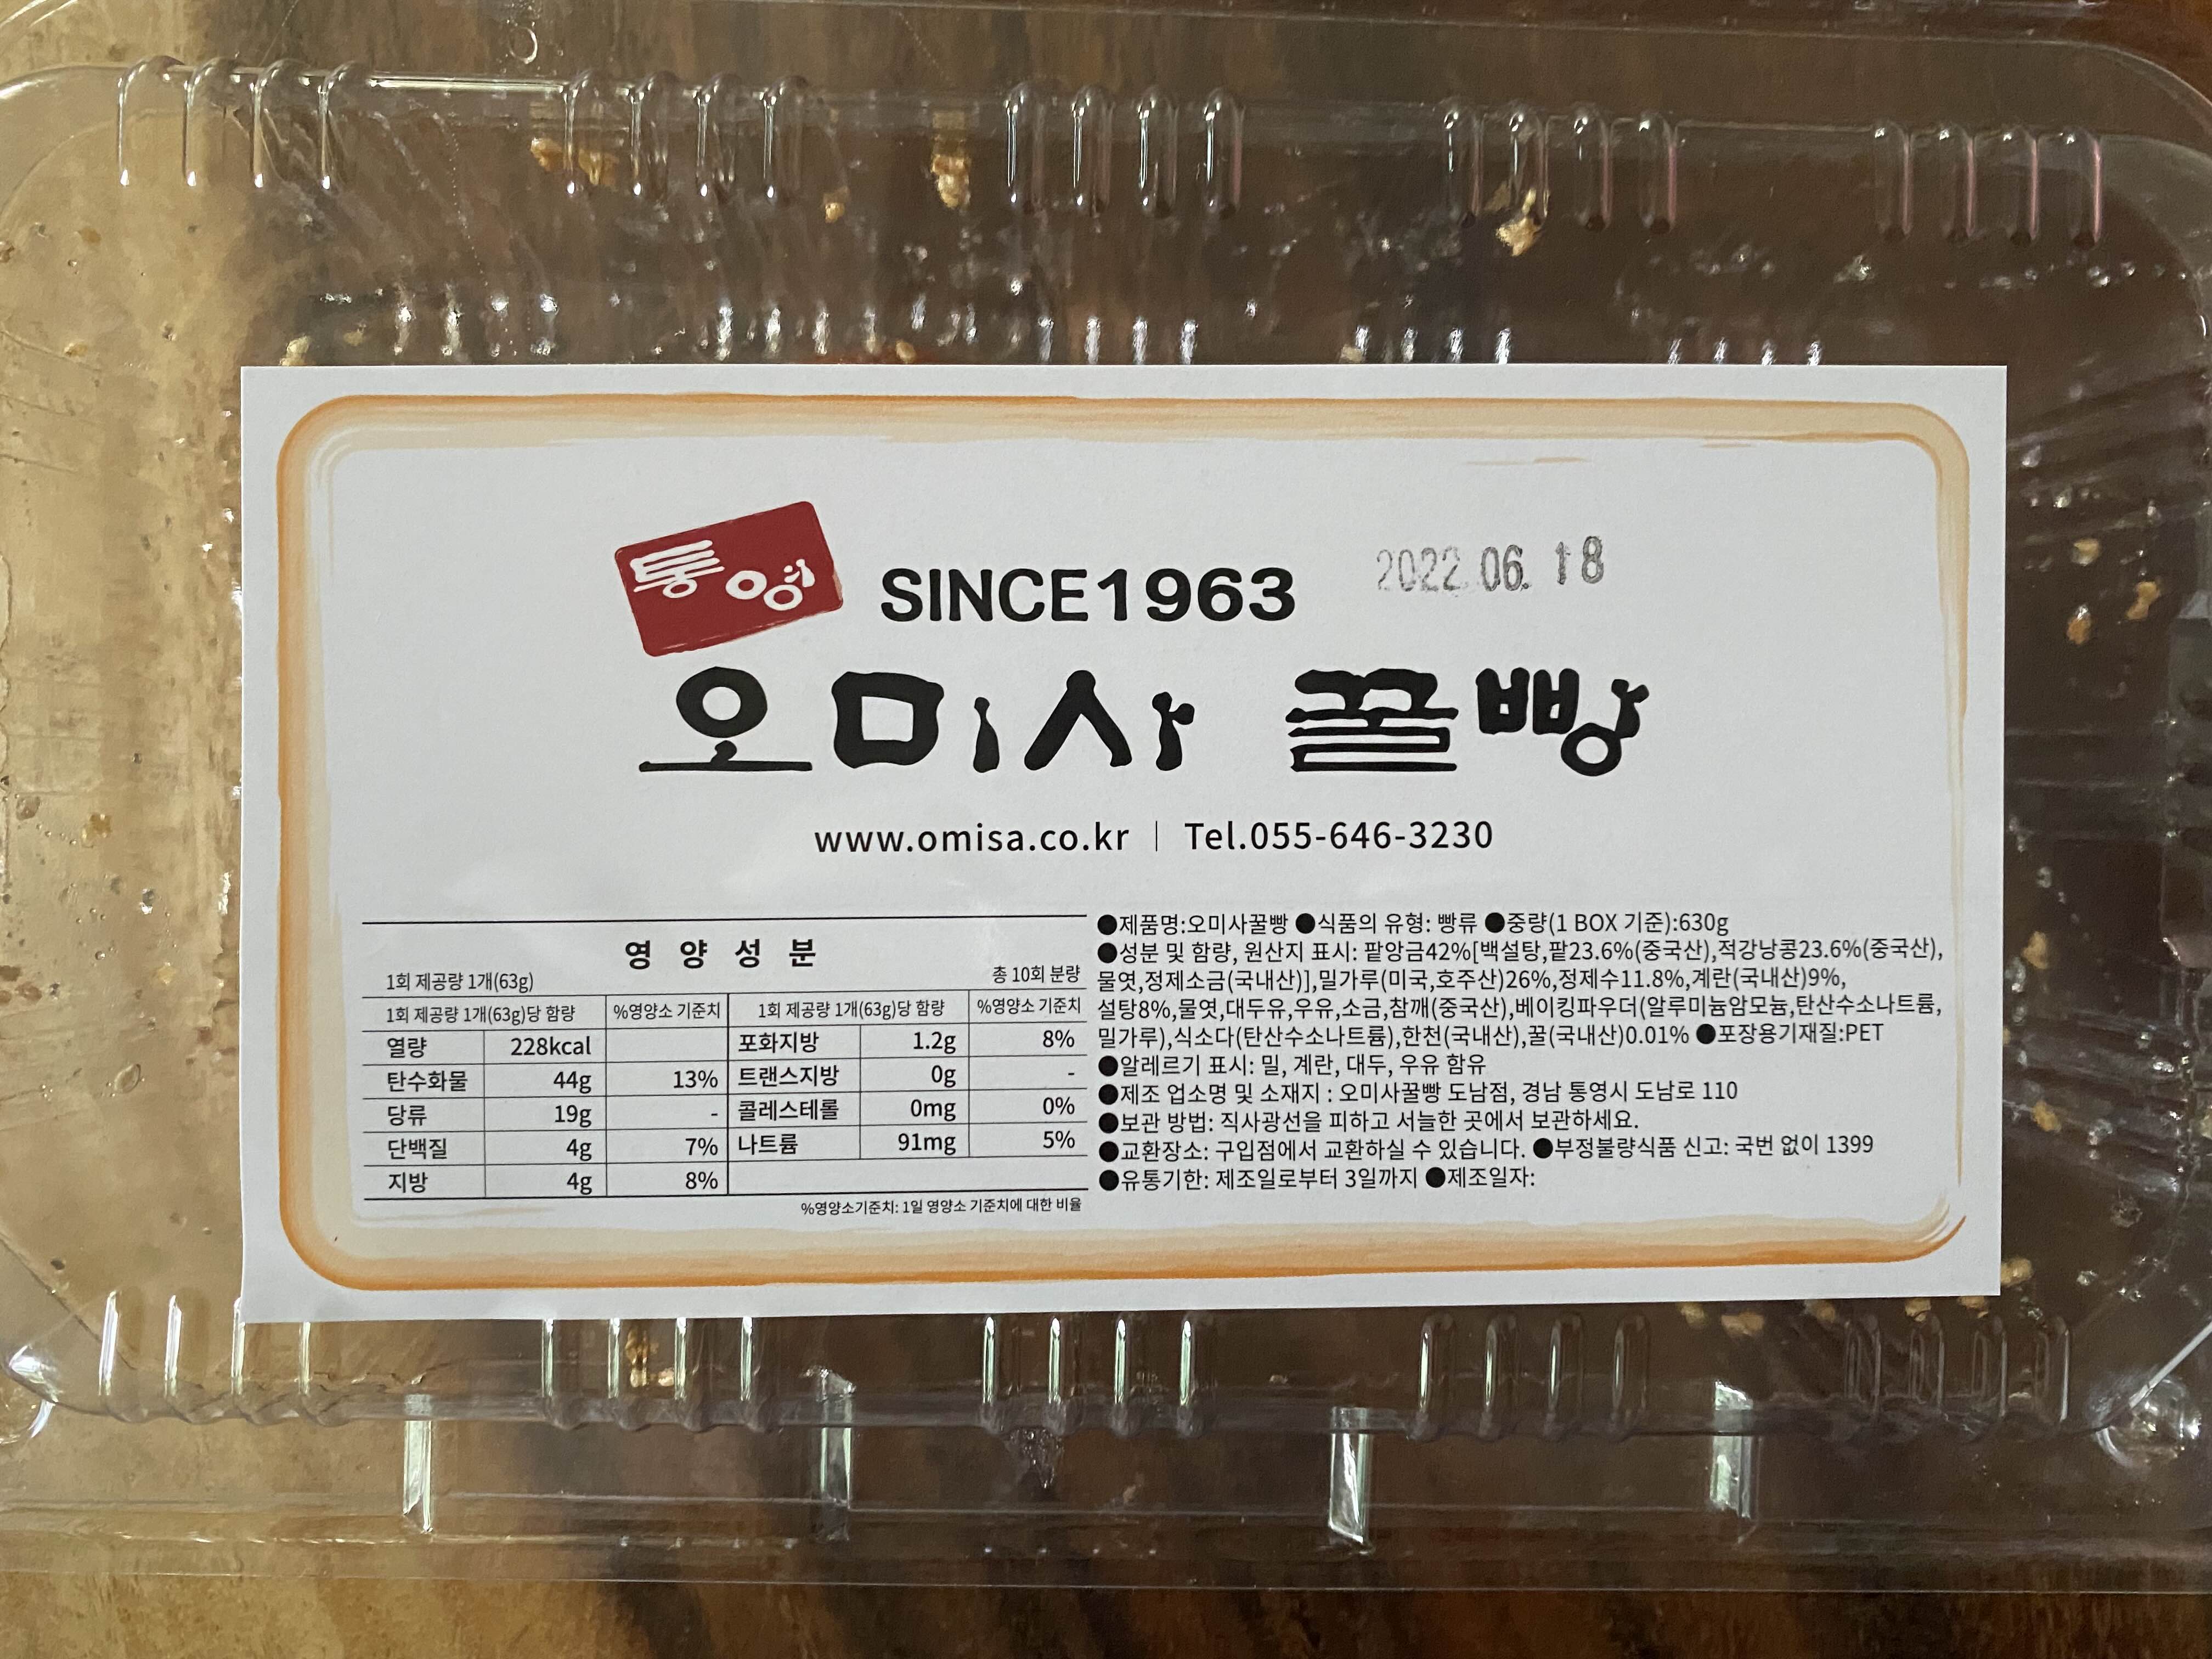 통영
SINCE1963
2022.06.18
오미사 꿀빵
www.omisa.co.kr | Tel.055-646-3230
영 양 성 분
1회 제공량 1개(63g) 총 10회 분량
1회 제공량 1개(63g)당 함량 %영양소 기준치 1회 제공량 1개(63g)당 함량 %영양소 기준치
열량 228kcal 포화지방 1.2g 8%
탄수화물 44g 13% 트랜스지방 0g -
당류 19g - 콜레스테롤 0mg 0%
단백질 4g 7% 나트륨 91mg 5%
지방 4g 8%
%영양소기준치: 1일 영양소 기준치에 대한 비율
●제품명:오미사꿀빵 ●식품의 유형: 빵류 ●중량(1 BOX 기준):630g
●성분 및 함량, 원산지 표시: 팥앙금42%[백설탕,팥23.6%(중국산),적강낭콩23.6%(중국산),
물엿,정제소금(국내산)],밀가루(미국,호주산)26%,정제수11.8%,계란(국내산)9%,
설탕8%,물엿,대두유,우유,소금,참깨(중국산),베이킹파우더(알루미늄암모늄,탄산수소나트륨,
밀가루),식소다(탄산수소나트륨),한천(국내산),꿀(국내산)0.01% ●포장용기재질:PET
●알레르기 표시: 밀, 계란, 대두, 우유 함유
●제조 업소명 및 소재지 : 오미사꿀빵 도남점, 경남 통영시 도남로 110
●보관 방법: 직사광선을 피하고 서늘한 곳에서 보관하세요.
●교환장소: 구입점에서 교환하실 수 있습니다. ●부정불량식품 신고: 국번 없이 1399
●유통기한: 제조일로부터 3일까지 ●제조일자: